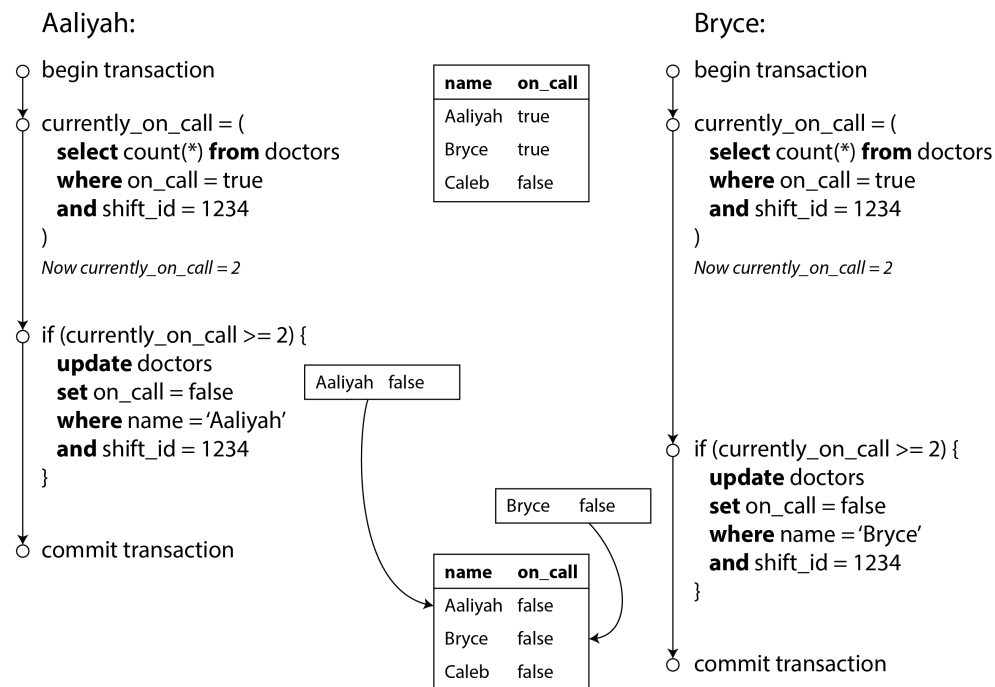 Aaliyah:
begin transaction
currently_on_call = (
select count(*) from doctors
where on_call = true
and shift_id = 1234
)
Now currently_on_call = 2
if (currently_on_call >= 2) {
update doctors
set on_call = false
where name = ‘Aaliyah’
and shift_id = 1234
}
commit transaction
name on_call
Aaliyah true
Bryce true
Caleb false
Aaliyah false
Bryce false
name on_call
Aaliyah false
Bryce false
Caleb false
Bryce:
begin transaction
currently_on_call = (
select count(*) from doctors
where on_call = true
and shift_id = 1234
)
Now currently_on_call = 2
if (currently_on_call >= 2) {
update doctors
set on_call = false
where name = ‘Bryce’
and shift_id = 1234
}
commit transaction